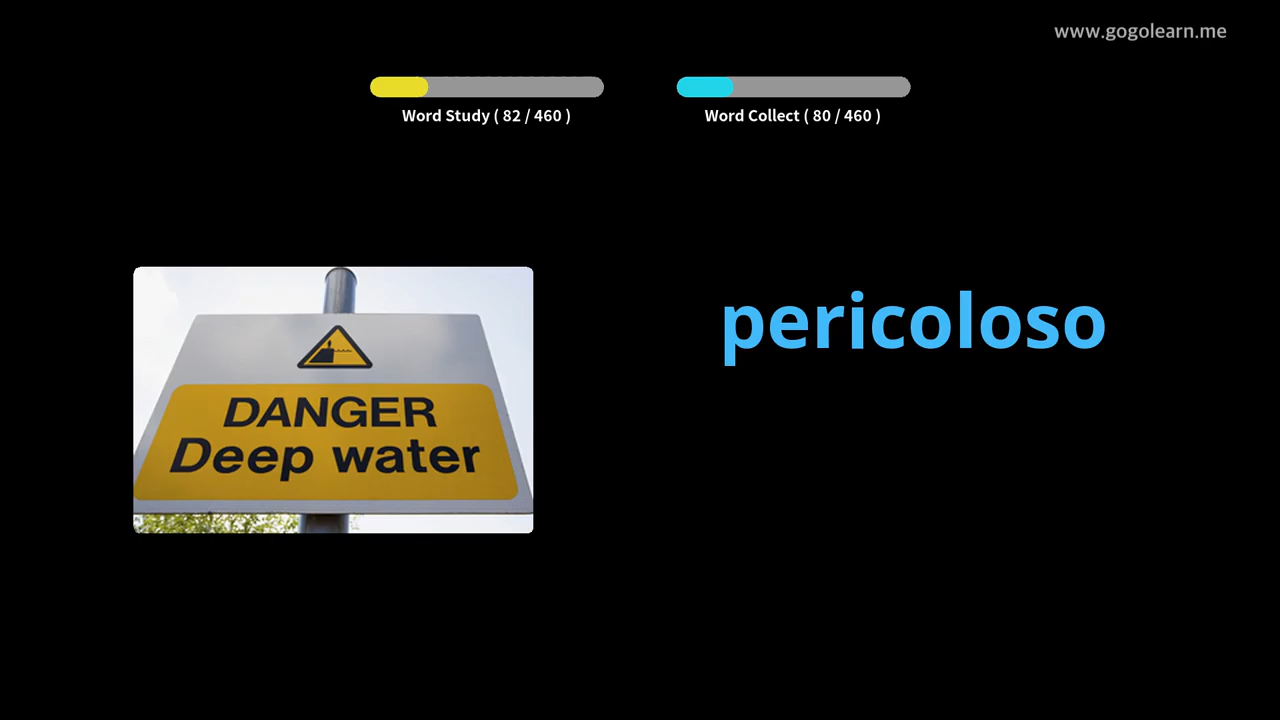 www.gogolearn.me
Word Study ( 82 / 460 )
Word Collect ( 80 / 460 )
DANGER
Deep water
pericoloso